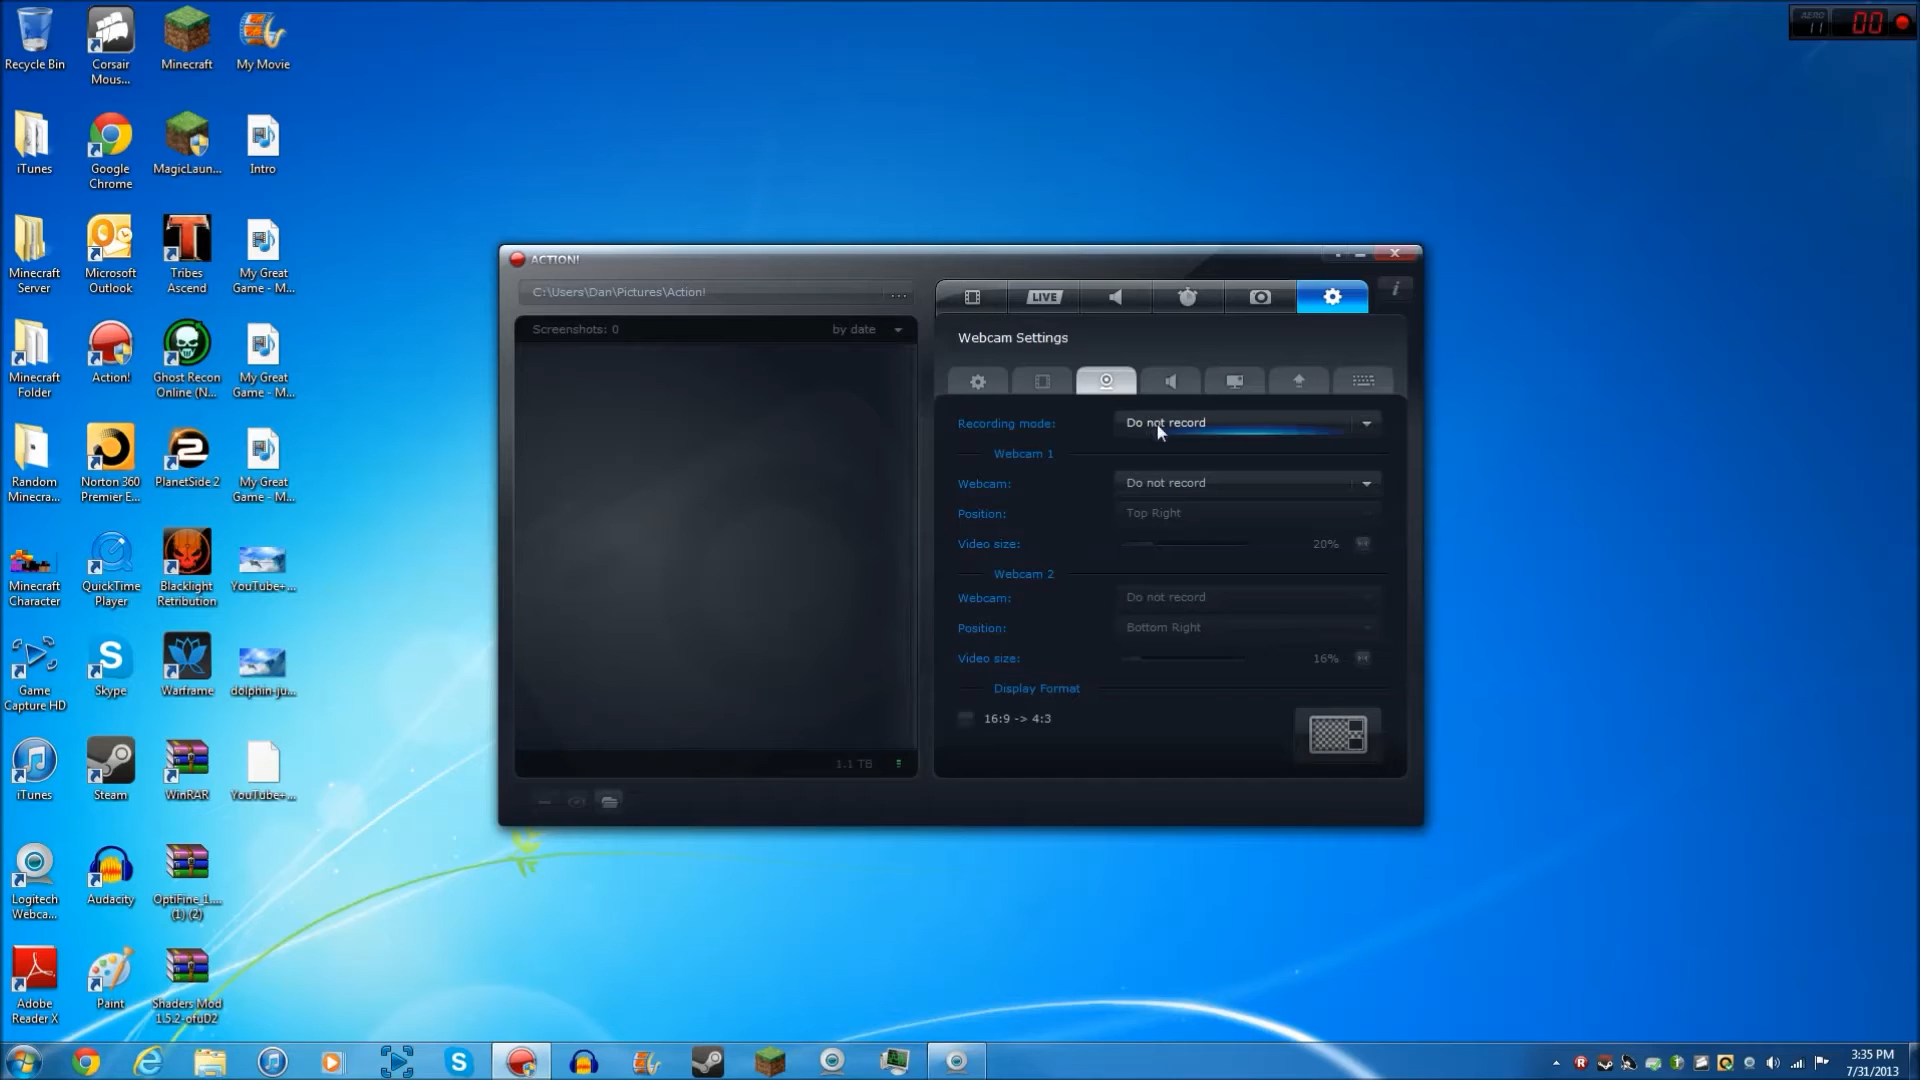 Recycle Bin
Corsair
Mous...
Minecraft
My Movie
iTunes
Google
Chrome
MagicLaun...
Intro
Minecraft
Server
Microsoft
Outlook
Tribes
Ascend
My Great
Game - M...
Minecraft
Folder
Action!
Ghost Recon
Online (N...
My Great
Game - M...
Random
Minecra...
Norton 360
Premier E...
PlanetSide 2
My Great
Game - M...
Minecraft
Character
QuickTime
Player
Blacklight
Retribution
YouTube+...
Game
Capture HD
Skype
Warframe
dolphin-ju...
iTunes
Steam
WinRAR
YouTube+...
Logitech
Webca...
Audacity
OptiFine_1....
(1) (2)
Adobe
Reader X
Paint
Shaders Mod
1.5.2-ofuD2
AERO
11
00
ACTION!
C:\Users\Dan\Pictures\Action!
...
LIVE
Screenshots: 0
by date
Webcam Settings
Recording mode:
Do not record
Webcam 1
Webcam:
Do not record
Position:
Top Right
Video size:
20%
Webcam 2
Webcam:
Do not record
Position:
Bottom Right
Video size:
16%
Display Format
16:9 -> 4:3
1.1 TB
3:35 PM
7/31/2013